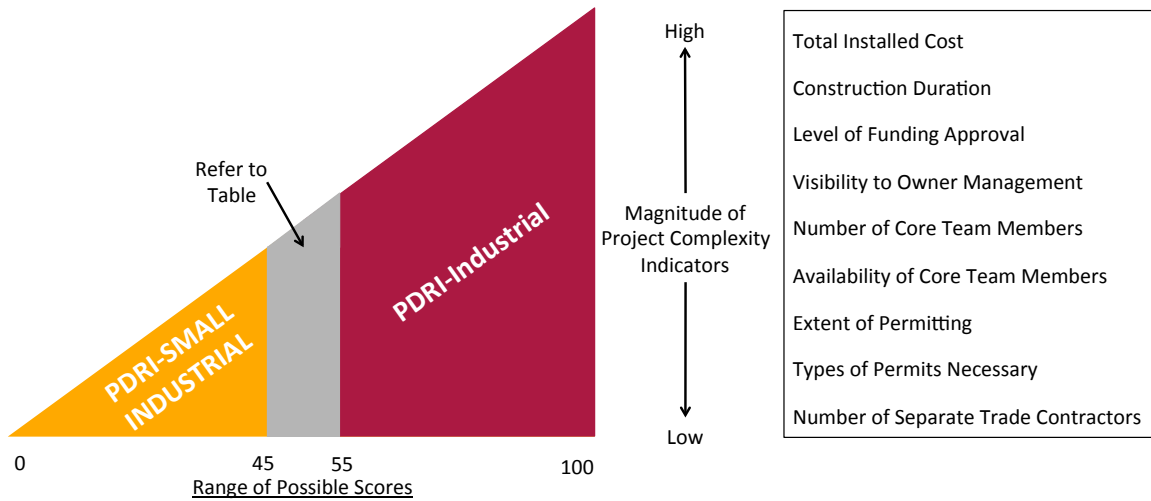 Refer to
Table
PDRI-SMALL
INDUSTRIAL
PDRI-Industrial
0
45
55
100
Range of Possible Scores
High
Magnitude of
Project Complexity
Indicators
Low
Total Installed Cost
Construction Duration
Level of Funding Approval
Visibility to Owner Management
Number of Core Team Members
Availability of Core Team Members
Extent of Permitting
Types of Permits Necessary
Number of Separate Trade Contractors